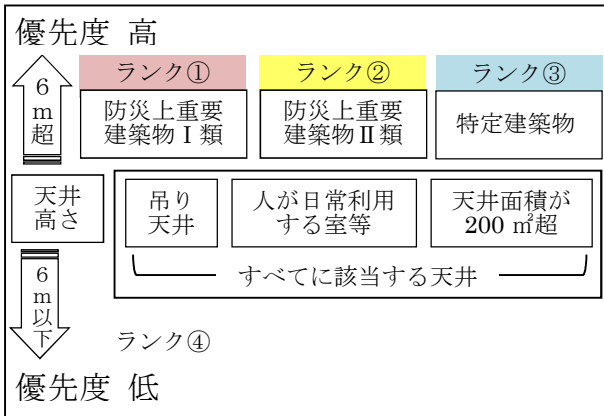 優先度 高
6m超
ランク①
ランク②
ランク③
防災上重要
建築物Ⅰ類
防災上重要
建築物Ⅱ類
特定建築物
天井
高さ
吊り
天井
人が日常利用
する室等
天井面積が
200 ㎡超
すべてに該当する天井
6m以下
ランク④
優先度 低